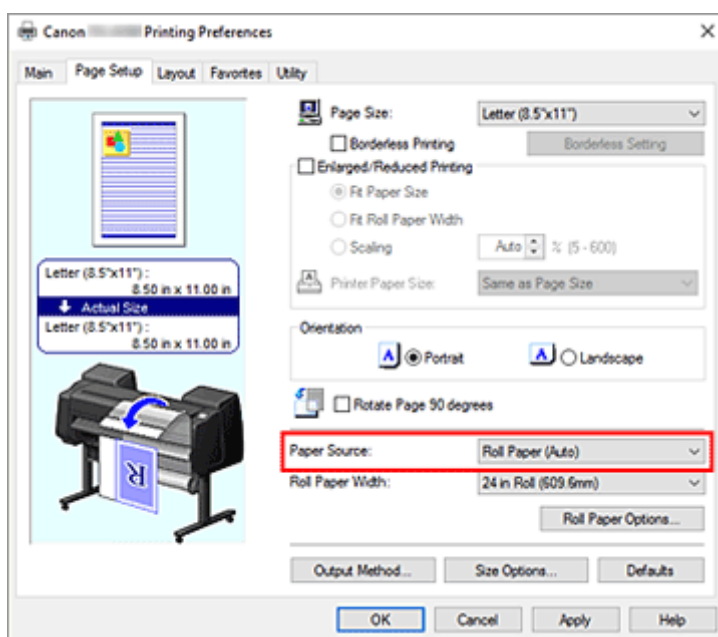 Canon Printing Preferences
Main Page Setup Layout Favorites Utility
Page Size: Letter (8.5"x11")
Borderless Printing Borderless Setting
Enlarged/Reduced Printing
Fit Paper Size
Fit Roll Paper Width
Scaling Auto % (5 - 600)
Printer Paper Size: Same as Page Size
Letter (8.5"x11") :
8.50 in x 11.00 in
Actual Size
Letter (8.5"x11") :
8.50 in x 11.00 in
Orientation
A Portrait A Landscape
Rotate Page 90 degrees
Paper Source: Roll Paper (Auto)
Roll Paper Width: 24 in Roll (609.6mm)
R
Roll Paper Options...
Output Method... Size Options... Defaults
OK Cancel Apply Help